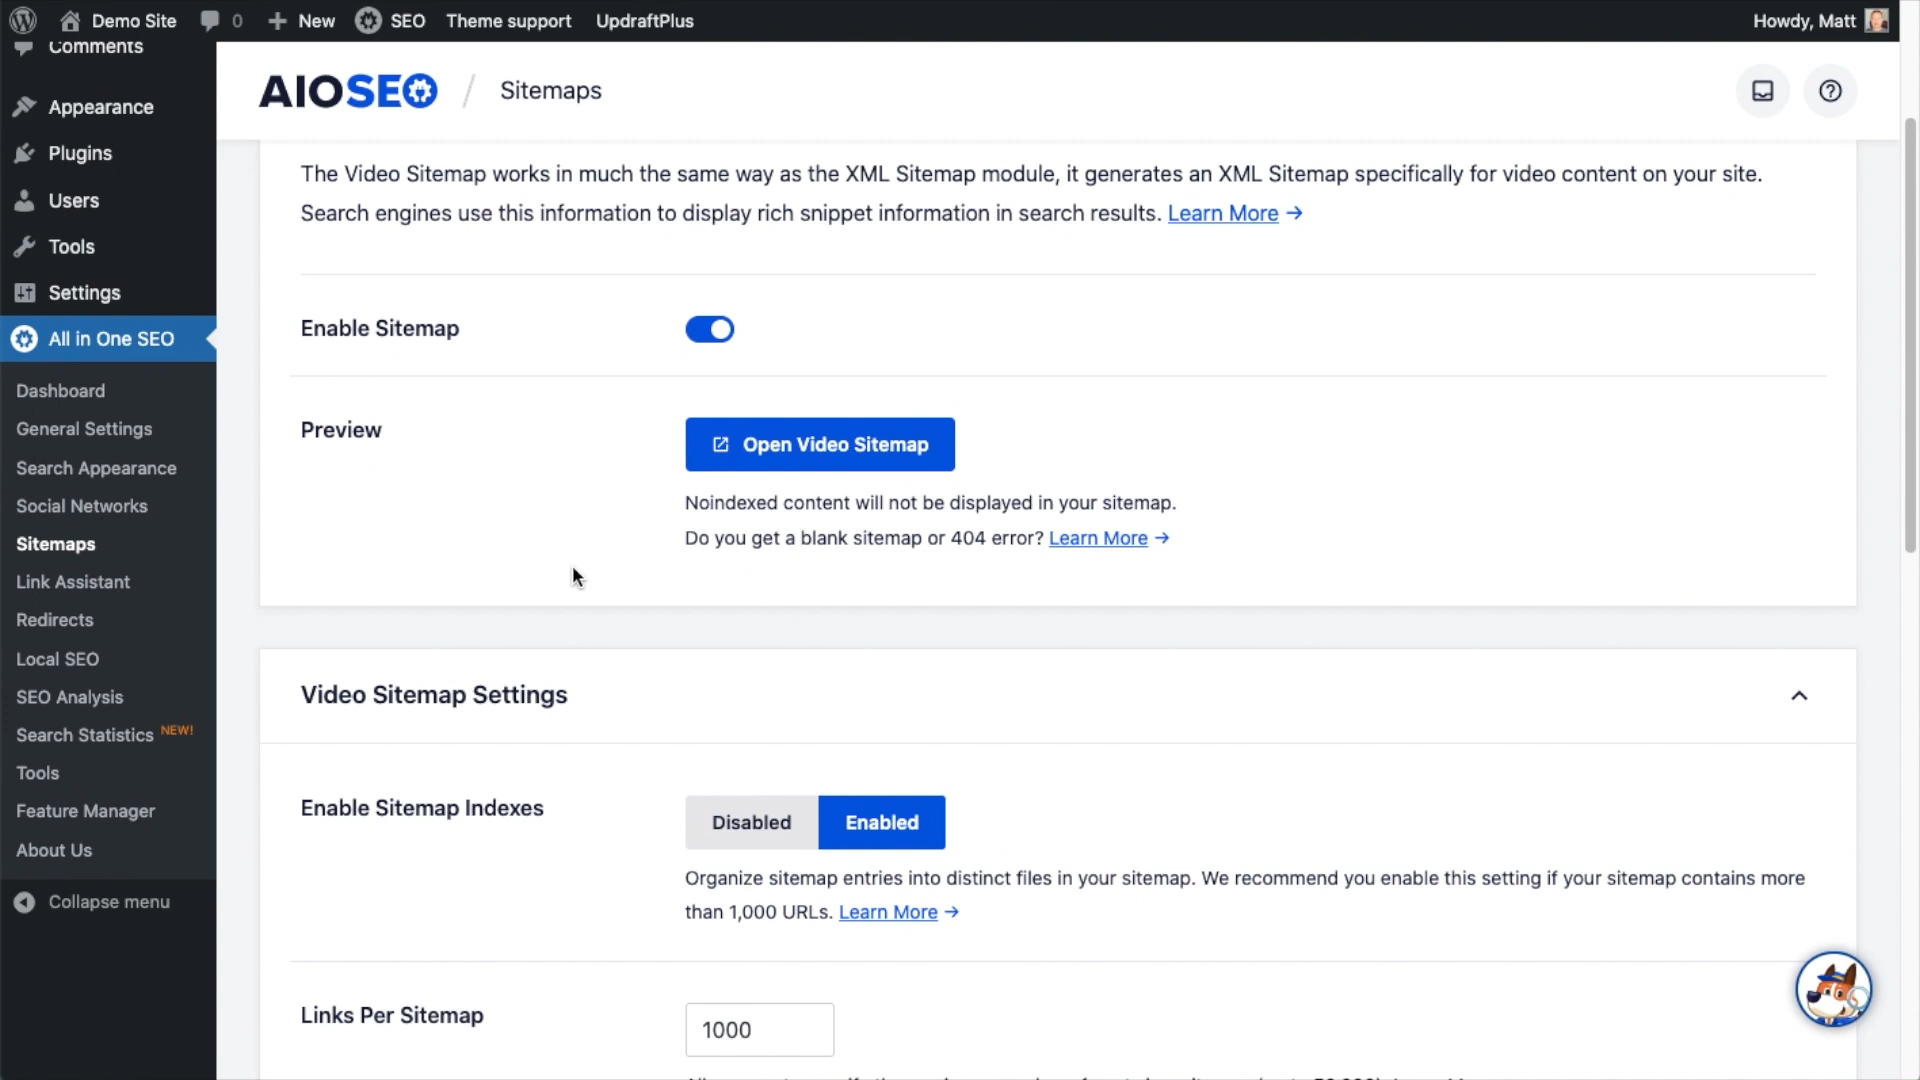 Demo Site 0 New SEO Theme support UpdraftPlus Howdy, Matt
Comments
Appearance
Plugins
Users
Tools
Settings
All in One SEO
Dashboard
General Settings
Search Appearance
Social Networks
Sitemaps
Link Assistant
Redirects
Local SEO
SEO Analysis
Search Statistics NEW!
Tools
Feature Manager
About Us
Collapse menu
AIOSEO / Sitemaps
The Video Sitemap works in much the same way as the XML Sitemap module, it generates an XML Sitemap specifically for video content on your site.
Search engines use this information to display rich snippet information in search results. Learn More →
Enable Sitemap
Preview
Open Video Sitemap
Noindexed content will not be displayed in your sitemap.
Do you get a blank sitemap or 404 error? Learn More →
Video Sitemap Settings
Enable Sitemap Indexes
Disabled Enabled
Organize sitemap entries into distinct files in your sitemap. We recommend you enable this setting if your sitemap contains more
than 1,000 URLs. Learn More →
Links Per Sitemap
1000